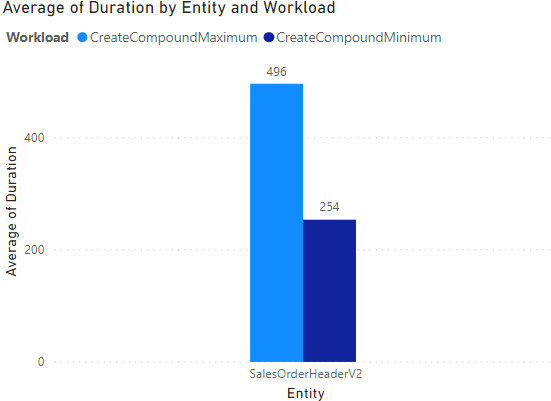 Average of Duration by Entity and Workload
Workload CreateCompoundMaximum CreateCompoundMinimum
496
400
254
200
0
Average of Duration
SalesOrderHeaderV2
Entity